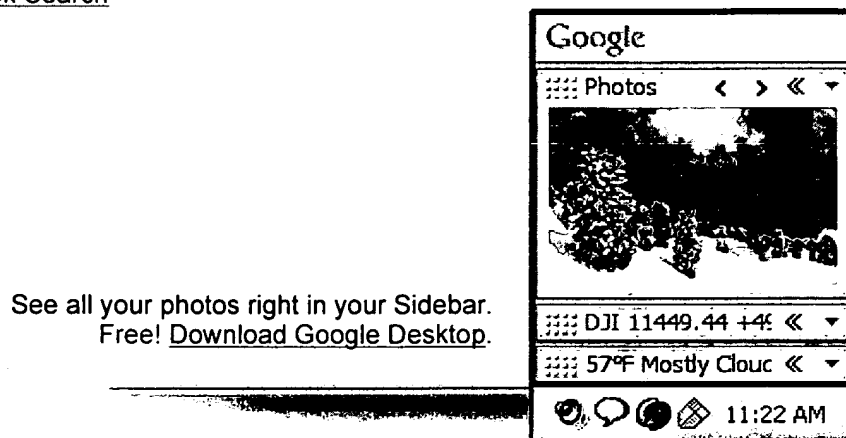 Search
See all your photos right in your Sidebar.
Free! Download Google Desktop.
Google
Photos
DJI 11449.44
57°F Mostly Clouc
11:22 AM